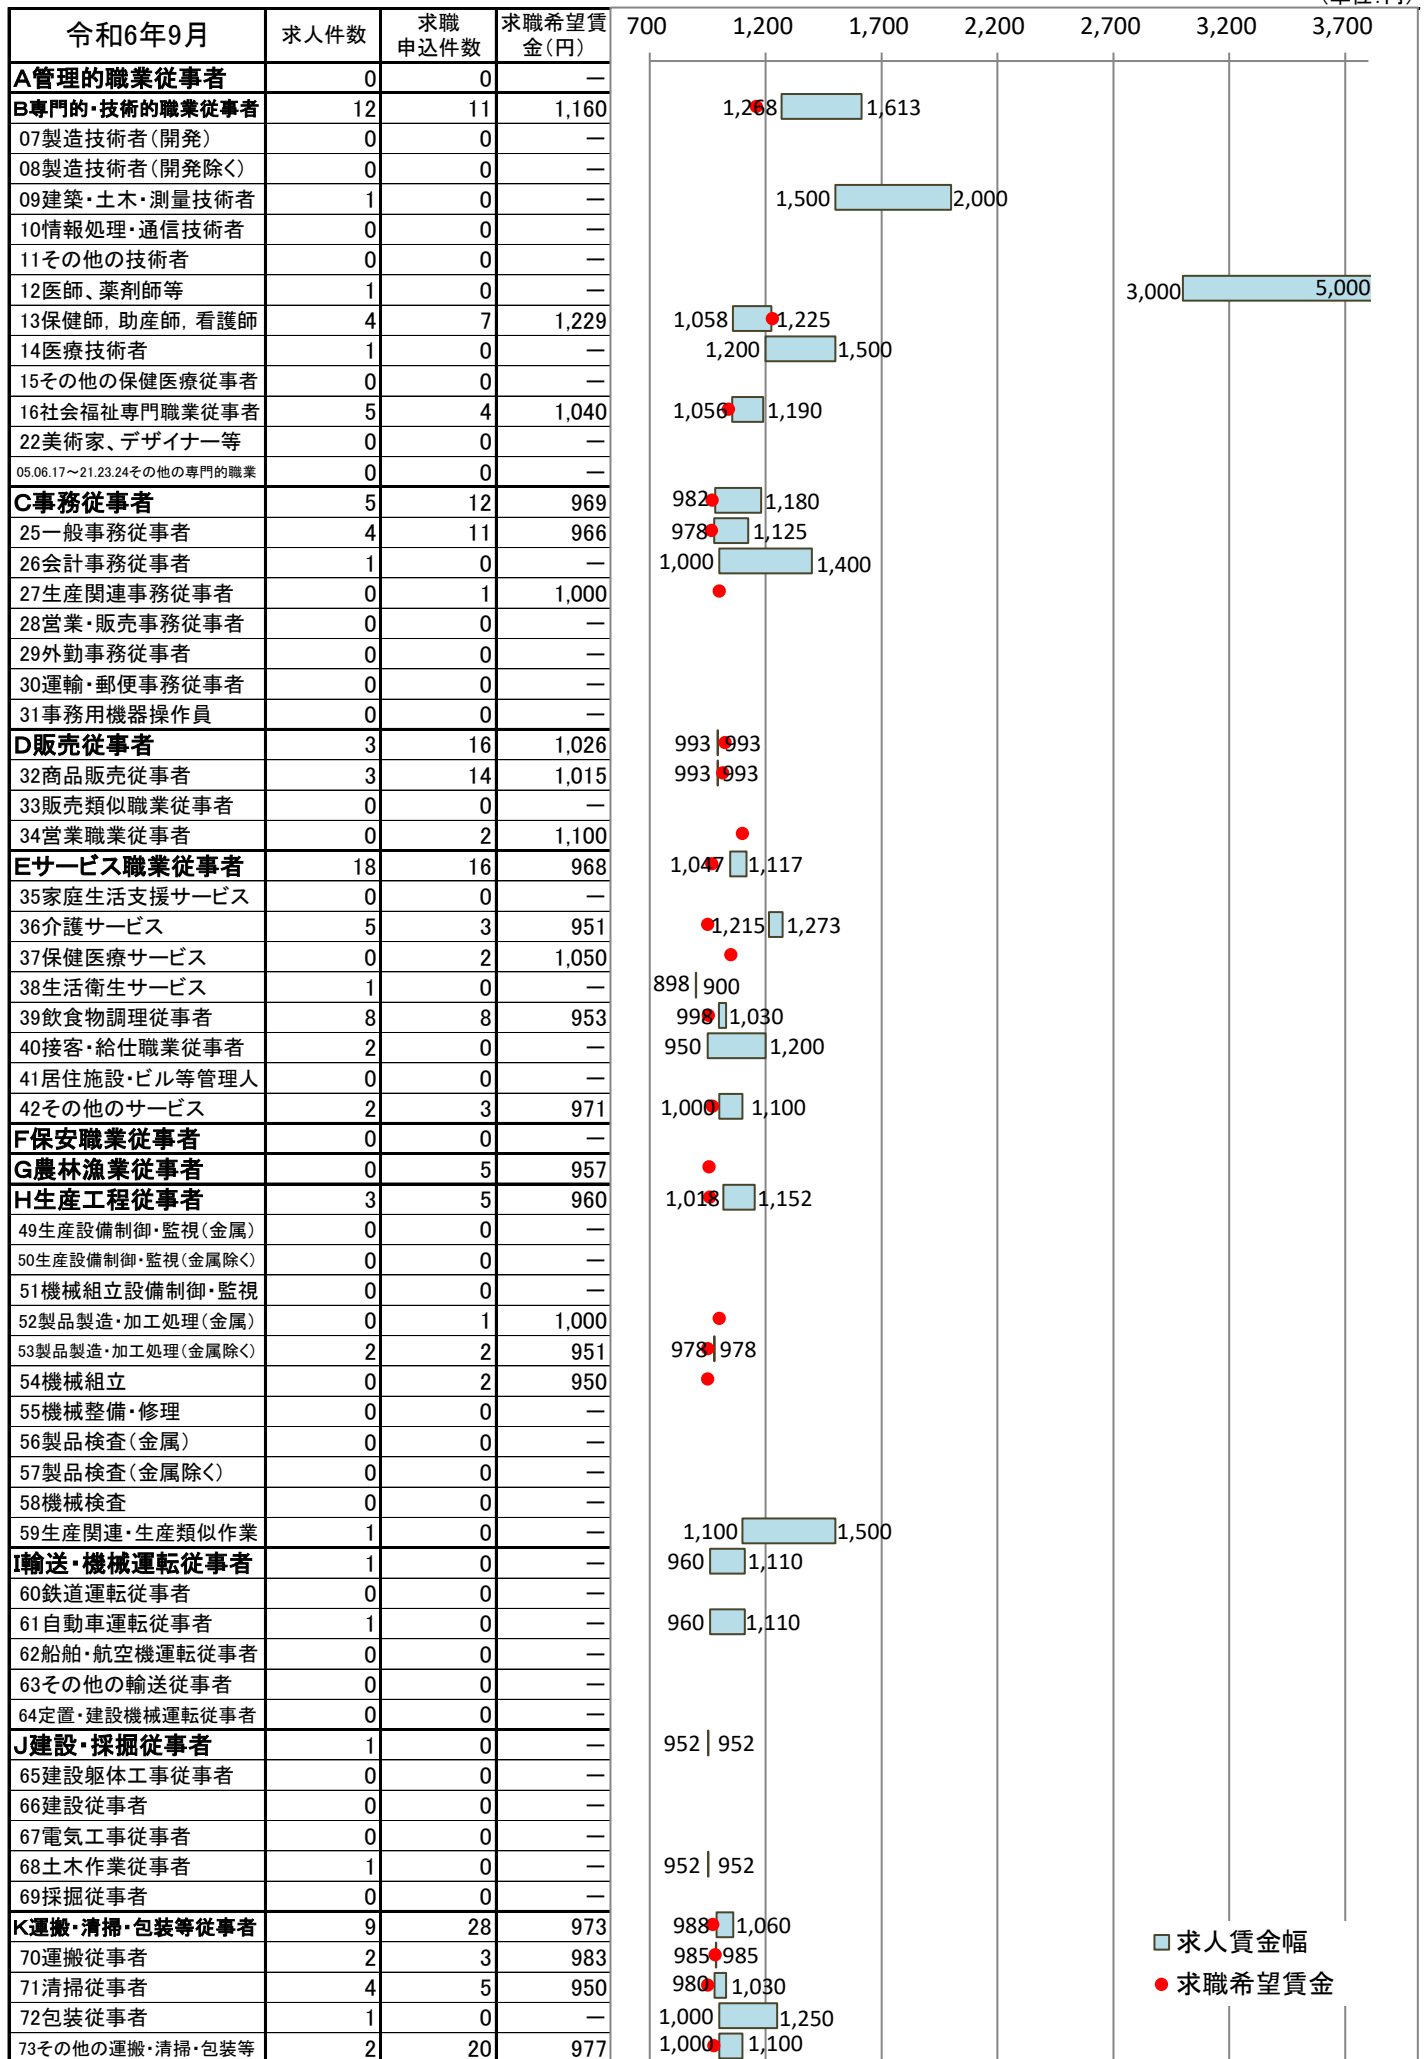 令和6年9月 求人件数 求職申込件数 求職希望賃金(円) 700 1,200 1,700 2,200 2,700 3,200 3,700
A管理的職業従事者 0 0 —
B専門的・技術的職業従事者 12 11 1,160 1,268 1,613
07製造技術者(開発) 0 0 —
08製造技術者(開発除く) 0 0 —
09建築・土木・測量技術者 1 0 — 1,500 2,000
10情報処理・通信技術者 0 0 —
11その他の技術者 0 0 —
12医師、薬剤師等 1 0 — 3,000 5,000
13保健師,助産師,看護師 4 7 1,229 1,058 1,225
14医療技術者 1 0 — 1,200 1,500
15その他の保健医療従事者 0 0 —
16社会福祉専門職業従事者 5 4 1,040 1,056 1,190
22美術家、デザイナー等 0 0 —
05.06.17～21.23.24その他の専門的職業 0 0 —
C事務従事者 5 12 969 982 1,180
25一般事務従事者 4 11 966 978 1,125
26会計事務従事者 1 0 — 1,000 1,400
27生産関連事務従事者 0 1 1,000
28営業・販売事務従事者 0 0 —
29外勤事務従事者 0 0 —
30運輸・郵便事務従事者 0 0 —
31事務用機器操作員 0 0 —
D販売従事者 3 16 1,026 993 993
32商品販売従事者 3 14 1,015 993 993
33販売類似職業従事者 0 0 —
34営業職業従事者 0 2 1,100
Eサービス職業従事者 18 16 968 1,047 1,117
35家庭生活支援サービス 0 0 —
36介護サービス 5 3 951 1,215 1,273
37保健医療サービス 0 2 1,050
38生活衛生サービス 1 0 — 898 900
39飲食物調理従事者 8 8 953 998 1,030
40接客・給仕職業従事者 2 0 — 950 1,200
41居住施設・ビル等管理人 0 0 —
42その他のサービス 2 3 971 1,000 1,100
F保安職業従事者 0 0 —
G農林漁業従事者 0 5 957
H生産工程従事者 3 5 960 1,018 1,152
49生産設備制御・監視(金属) 0 0 —
50生産設備制御・監視(金属除く) 0 0 —
51機械組立設備制御・監視 0 0 —
52製品製造・加工処理(金属) 0 1 1,000
53製品製造・加工処理(金属除く) 2 2 951 978 978
54機械組立 0 2 950
55機械整備・修理 0 0 —
56製品検査(金属) 0 0 —
57製品検査(金属除く) 0 0 —
58機械検査 0 0 —
59生産関連・生産類似作業 1 0 — 1,100 1,500
I輸送・機械運転従事者 1 0 — 960 1,110
60鉄道運転従事者 0 0 —
61自動車運転従事者 1 0 — 960 1,110
62船舶・航空機運転従事者 0 0 —
63その他の輸送従事者 0 0 —
64定置・建設機械運転従事者 0 0 —
J建設・採掘従事者 1 0 — 952 952
65建設躯体工事従事者 0 0 —
66建設従事者 0 0 —
67電気工事従事者 0 0 —
68土木作業従事者 1 0 — 952 952
69採掘従事者 0 0 —
K運搬・清掃・包装等従事者 9 28 973 988 1,060
70運搬従事者 2 3 983 985 985
71清掃従事者 4 5 950 980 1,030
72包装従事者 1 0 — 1,000 1,250
73その他の運搬・清掃・包装等 2 20 977 1,000 1,100
求人賃金幅
求職希望賃金